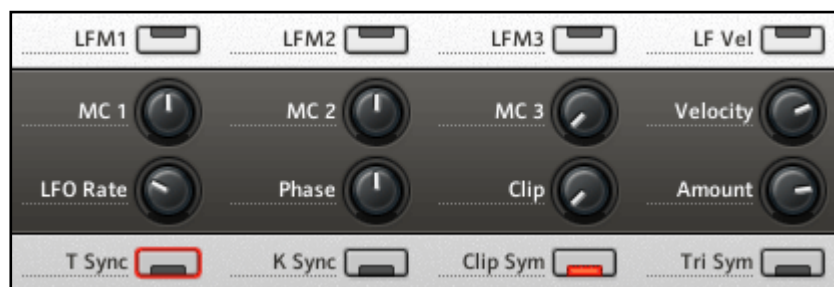 LFM1 LFM2 LFM3 LF Vel
MC 1 MC 2 MC 3 Velocity
LFO Rate Phase Clip Amount
T Sync K Sync Clip Sym Tri Sym